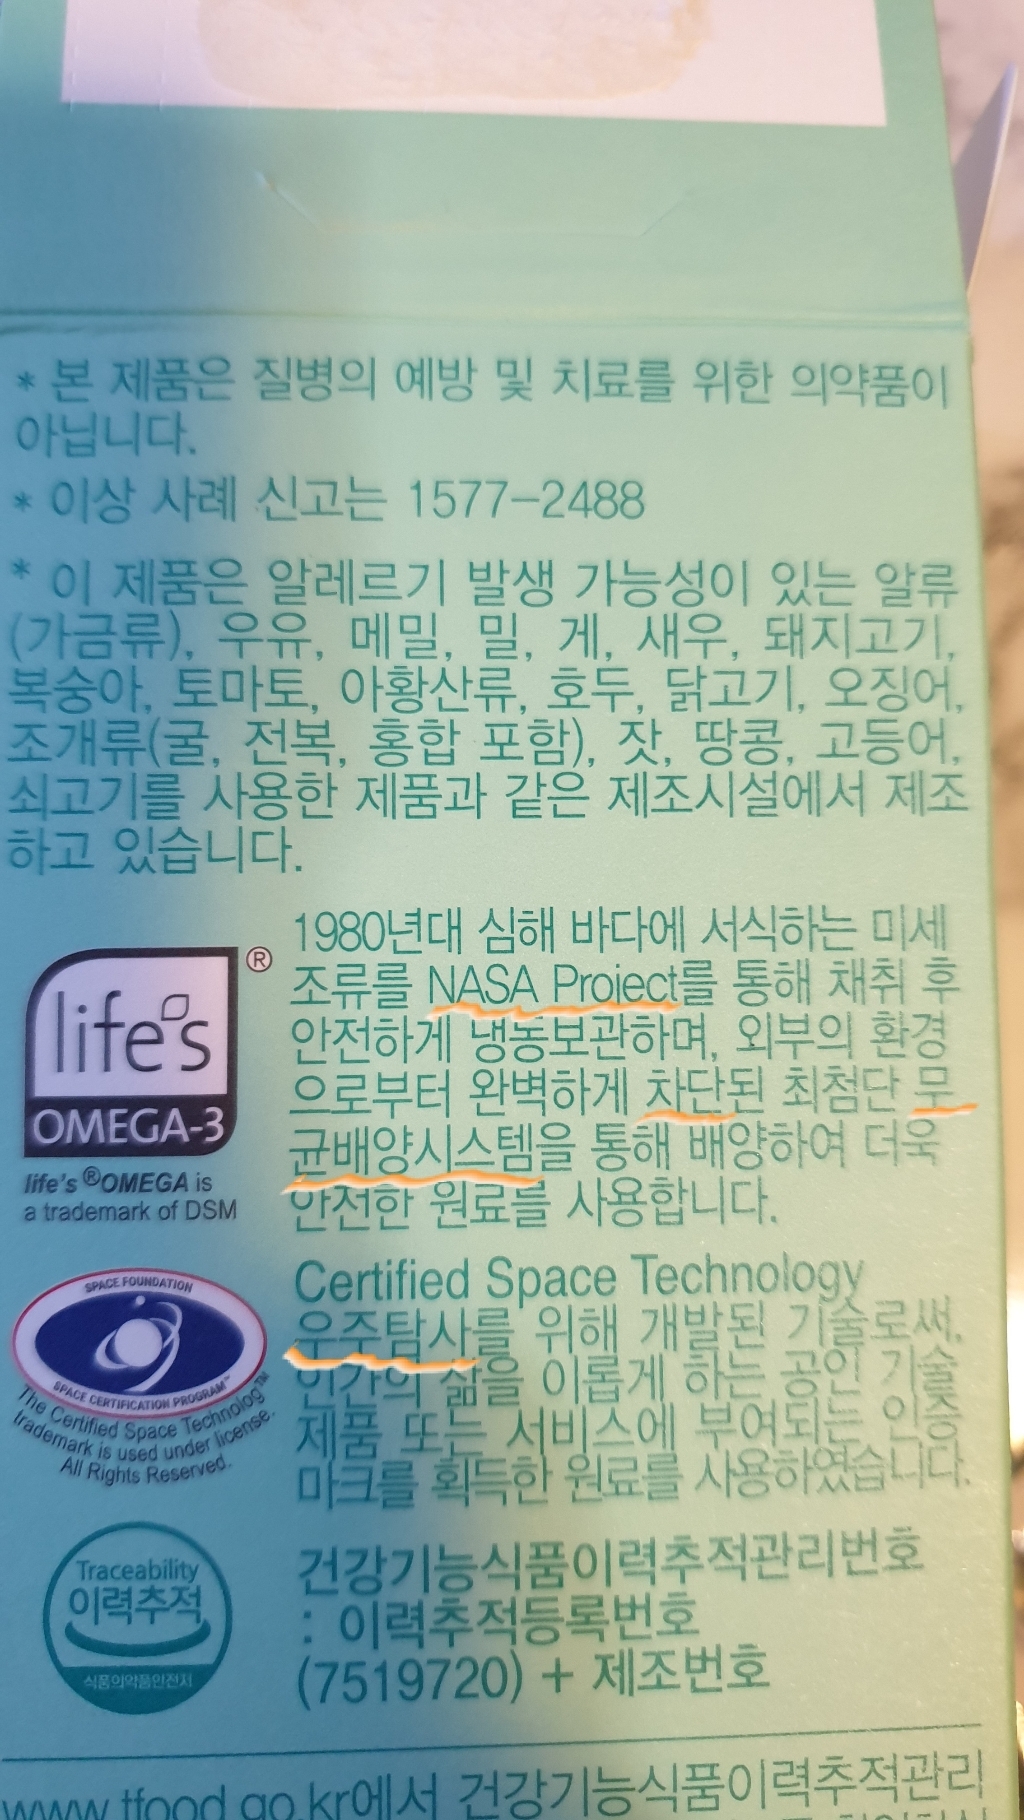 * 본 제품은 질병의 예방 및 치료를 위한 의약품이
아닙니다.
* 이상 사례 신고는 1577-2488
* 이 제품은 알레르기 발생 가능성이 있는 알류
(가금류), 우유, 메밀, 밀, 게, 새우, 돼지고기,
복숭아, 토마토, 아황산류, 호두, 닭고기, 오징어,
조개류(굴, 전복, 홍합 포함), 잣, 땅콩, 고등어,
쇠고기를 사용한 제품과 같은 제조시설에서 제조
하고 있습니다.
life's®
OMEGA-3
life's®OMEGA is
a trademark of DSM
1980년대 심해 바다에 서식하는 미세
조류를 NASA Project를 통해 채취 후
안전하게 냉동보관하며, 외부의 환경
으로부터 완벽하게 차단된 최첨단 무
균배양시스템을 통해 배양하여 더욱
안전한 원료를 사용합니다.
SPACE FOUNDATION
SPACE CERTIFICATION PROGRAM™
The Certified Space Technology™
trademark is used under license.
All Rights Reserved.
Certified Space Technology
우주탐사를 위해 개발된 기술로써,
인간의 삶을 이롭게 하는 공인 기술
제품 또는 서비스에 부여되는 인증
마크를 획득한 원료를 사용하였습니다.
Traceability
이력추적
식품의약품안전처
건강기능식품이력추적관리번호
: 이력추적등록번호
(7519720) + 제조번호
www.tfood.go.kr에서 건강기능식품이력추적관리